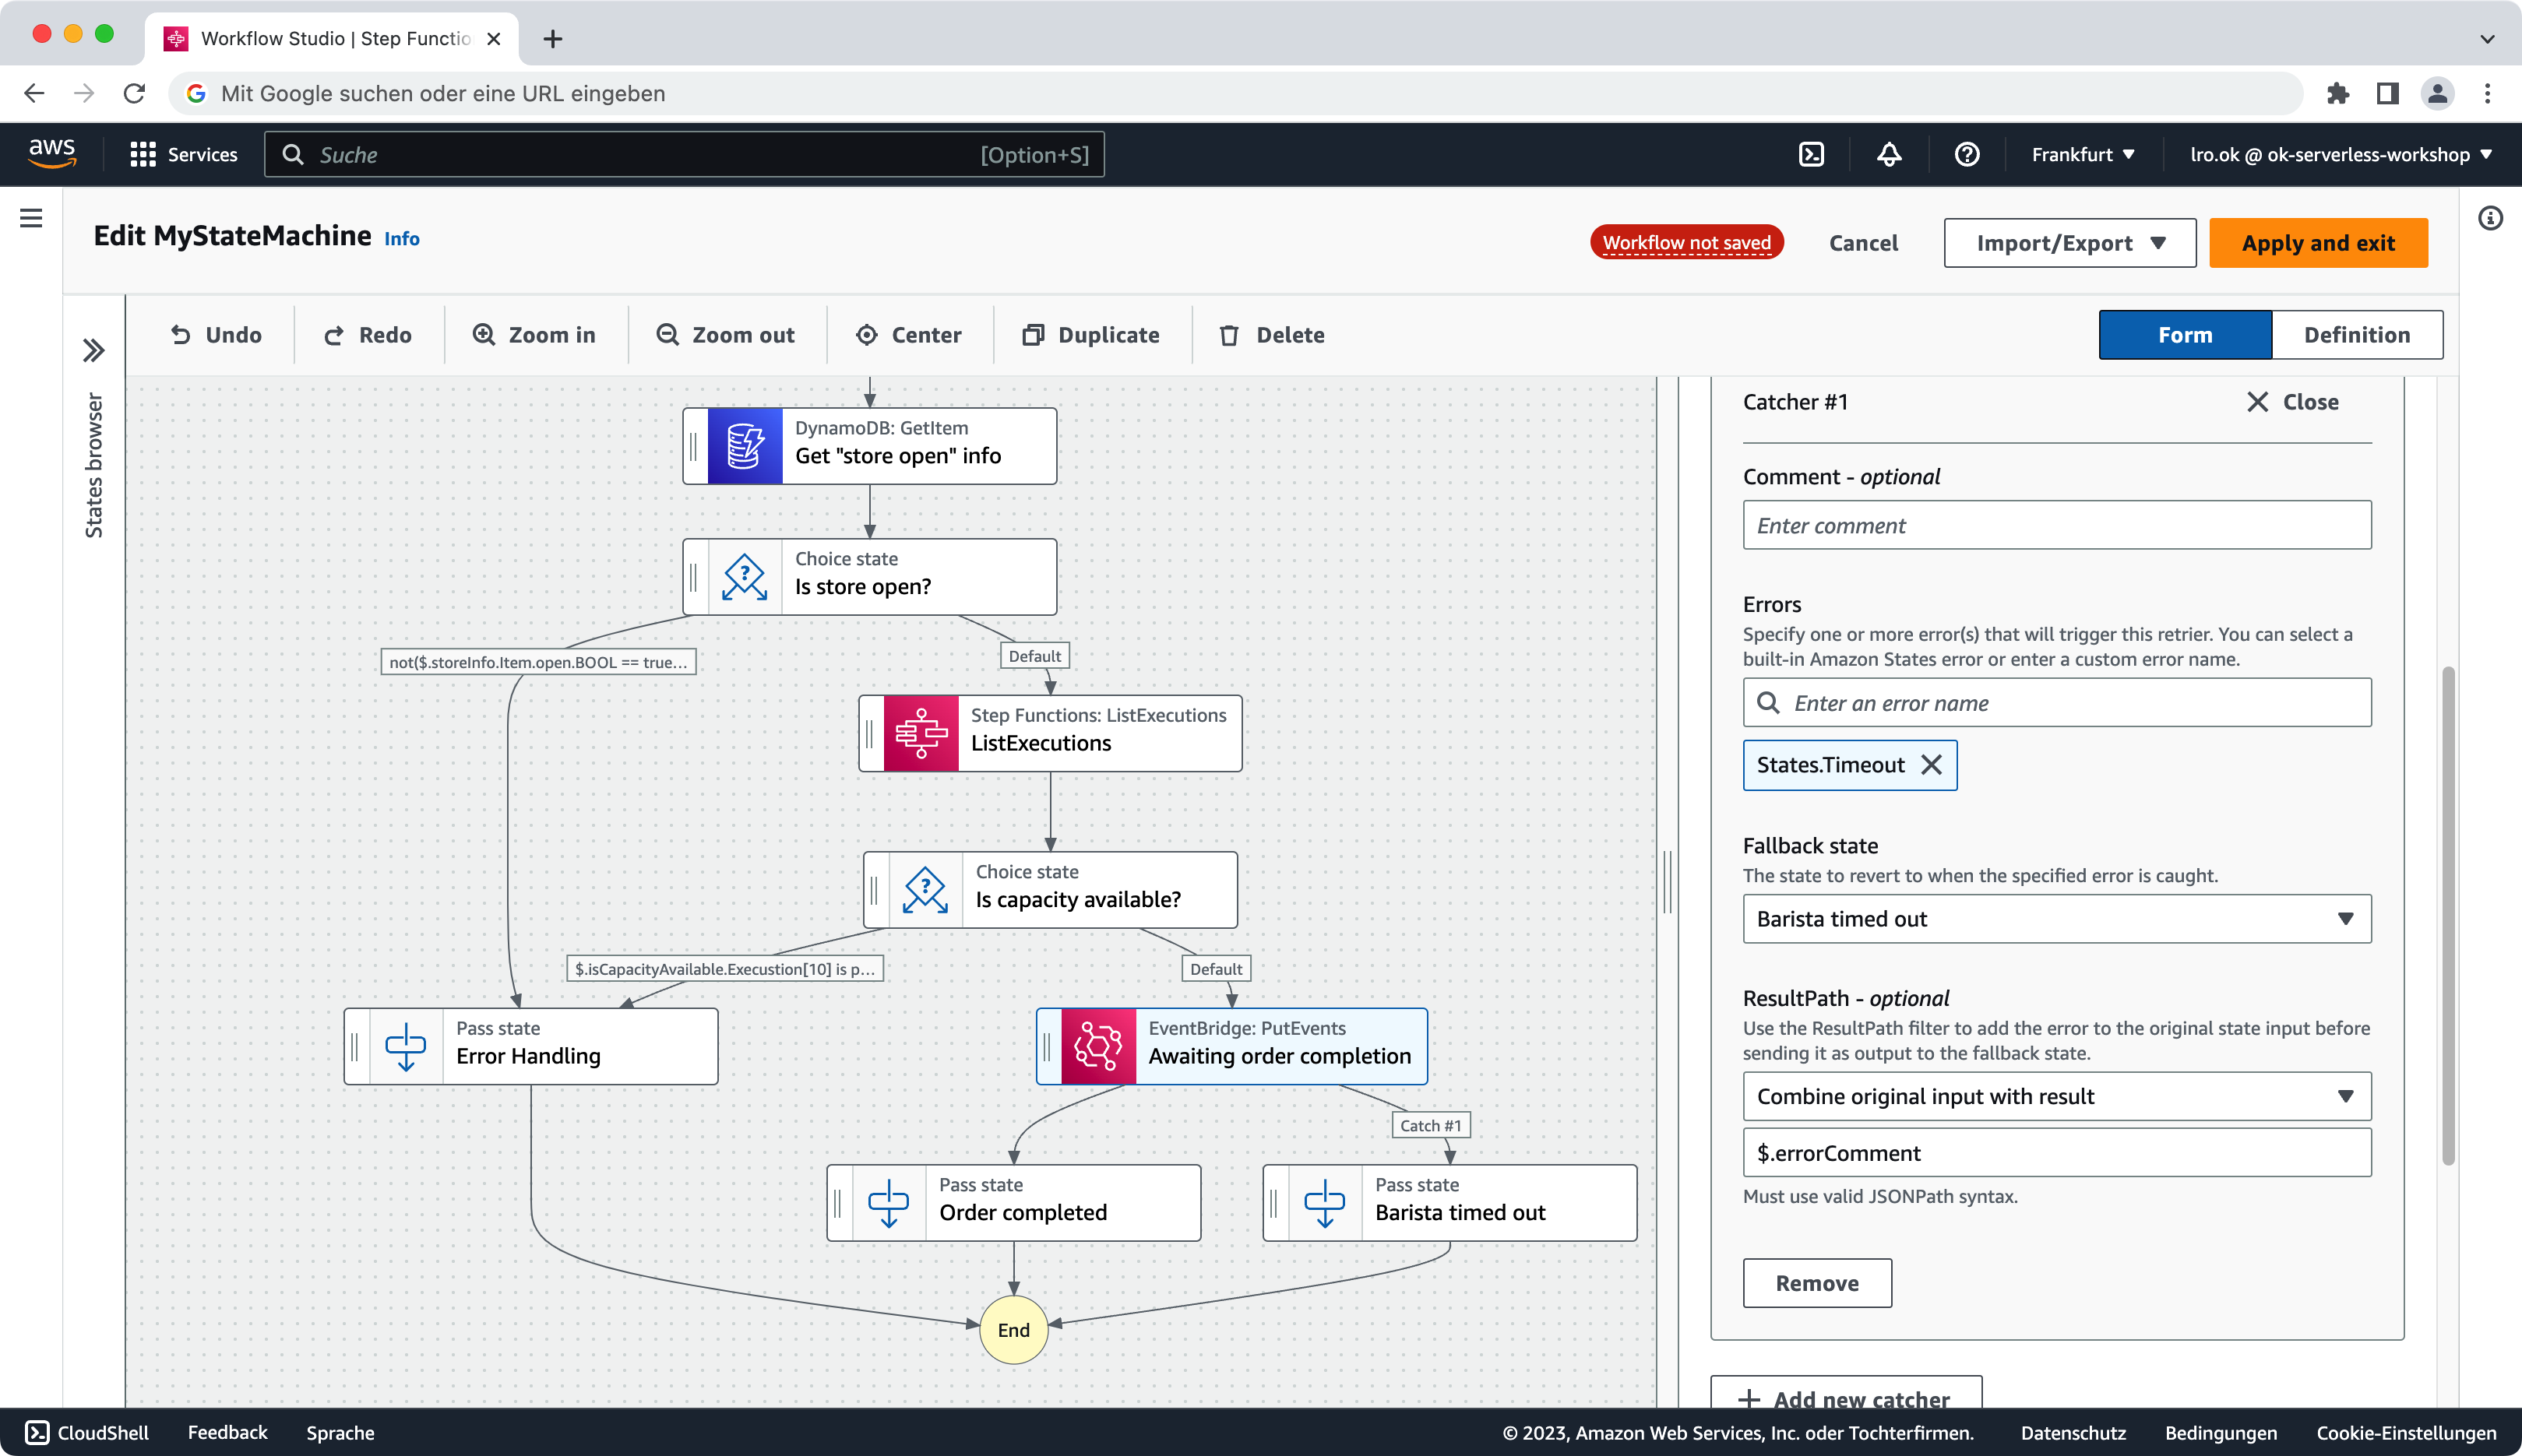 Workflow Studio | Step Functio
Mit Google suchen oder eine URL eingeben
aws
Services
Suche
[Option+S]
Frankfurt
lro.ok @ ok-serverless-workshop
Edit MyStateMachine
Info
Workflow not saved
Cancel
Import/Export
Apply and exit
Undo
Redo
Zoom in
Zoom out
Center
Duplicate
Delete
Form
Definition
States browser
DynamoDB: GetItem
Get "store open" info
Choice state
Is store open?
not($.storeInfo.Item.open.BOOL == true...
Default
Step Functions: ListExecutions
ListExecutions
Choice state
Is capacity available?
$.isCapacityAvailable.Execustion[10] is p...
Default
Pass state
Error Handling
EventBridge: PutEvents
Awaiting order completion
Catch #1
Pass state
Order completed
Pass state
Barista timed out
End
Catcher #1
Close
Comment - optional
Enter comment
Errors
Specify one or more error(s) that will trigger this retrier. You can select a
built-in Amazon States error or enter a custom error name.
Enter an error name
States.Timeout
Fallback state
The state to revert to when the specified error is caught.
Barista timed out
ResultPath - optional
Use the ResultPath filter to add the error to the original state input before
sending it as output to the fallback state.
Combine original input with result
$.errorComment
Must use valid JSONPath syntax.
Remove
Add new catcher
CloudShell
Feedback
Sprache
© 2023, Amazon Web Services, Inc. oder Tochterfirmen.
Datenschutz
Bedingungen
Cookie-Einstellungen